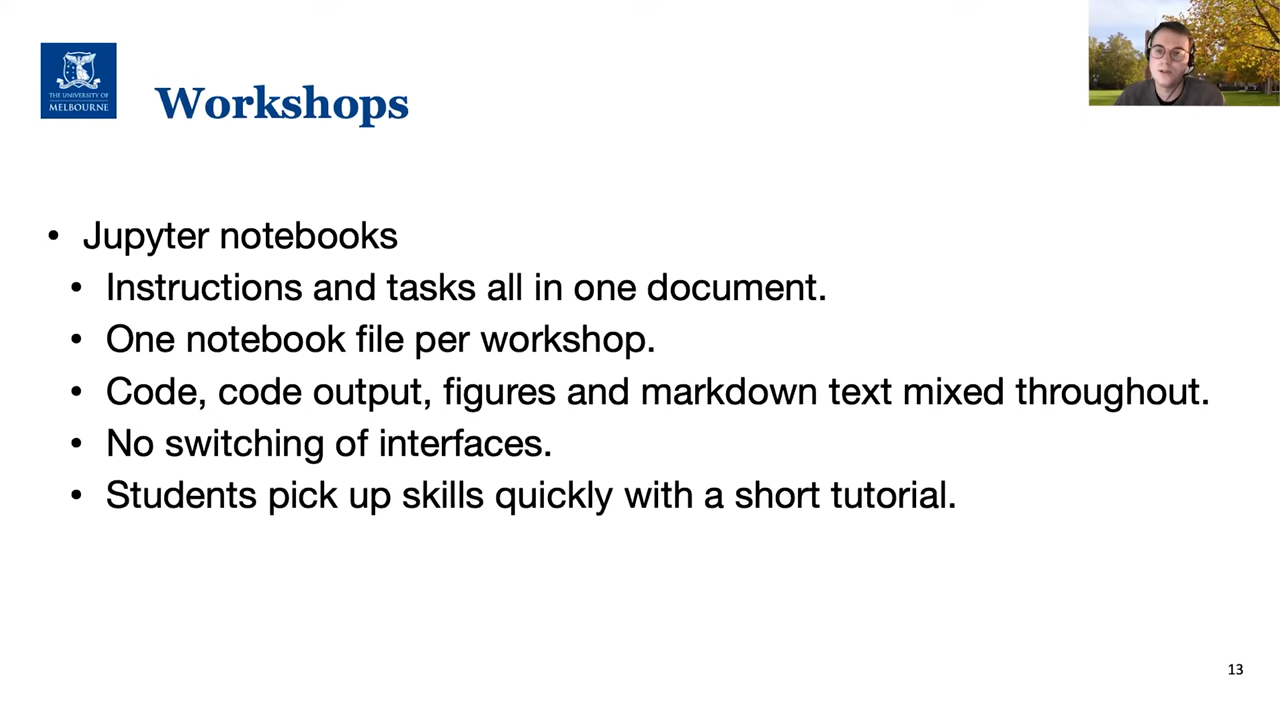 THE UNIVERSITY OF
MELBOURNE
Workshops
• Jupyter notebooks
• Instructions and tasks all in one document.
• One notebook file per workshop.
• Code, code output, figures and markdown text mixed throughout.
• No switching of interfaces.
• Students pick up skills quickly with a short tutorial.
13